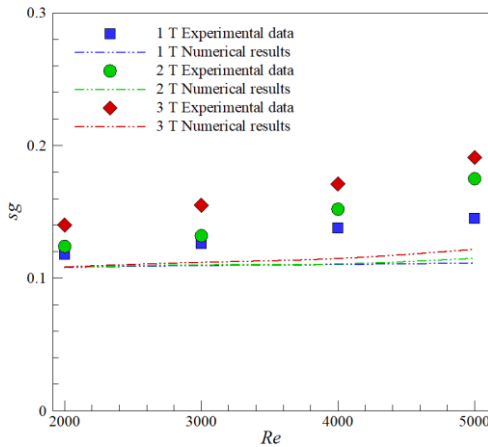 0.3
1 T Experimental data
1 T Numerical results
2 T Experimental data
2 T Numerical results
3 T Experimental data
3 T Numerical results
0.2
sg
0.1
0
2000 3000 4000 5000
Re